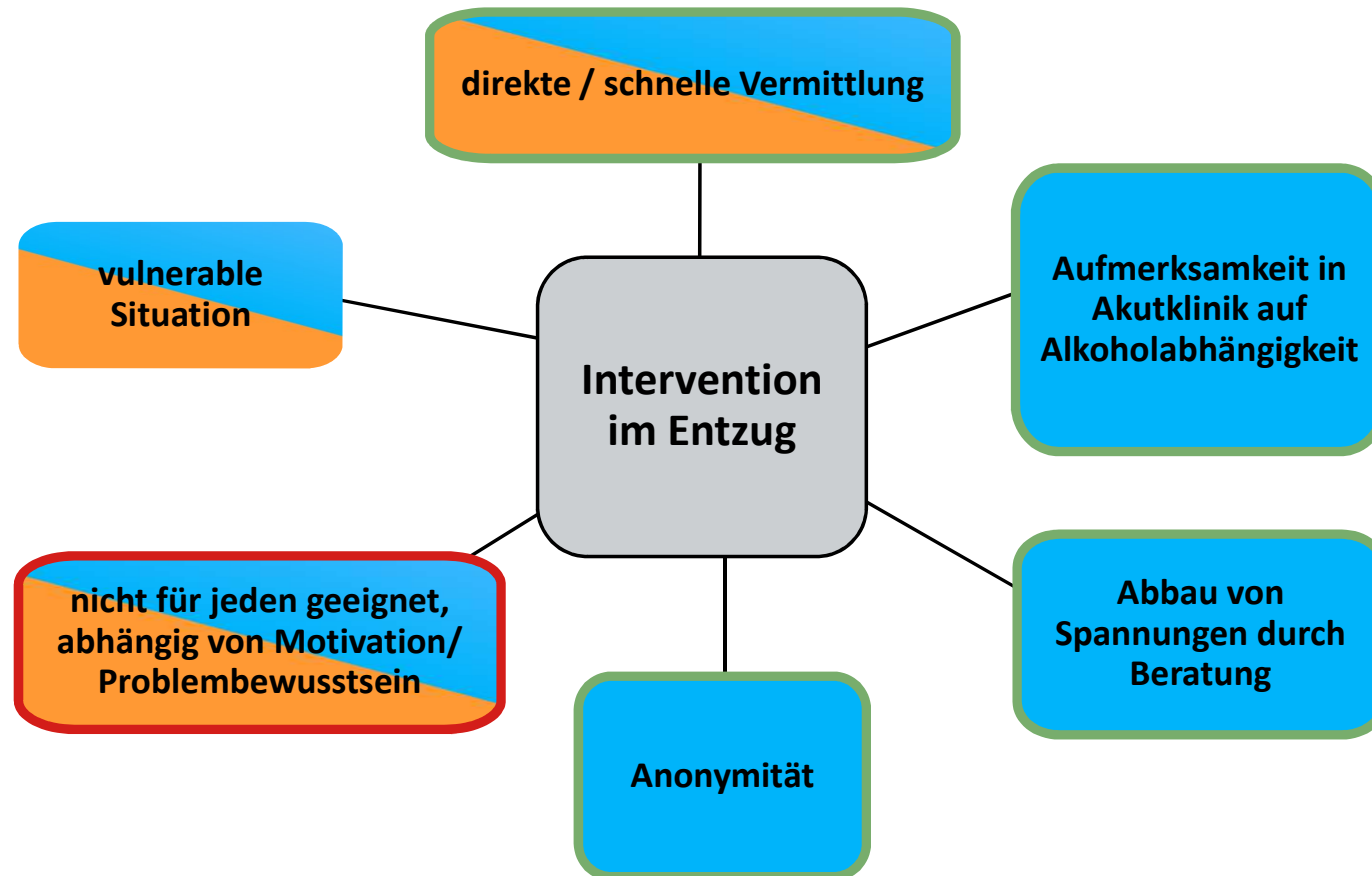 direkte / schnelle Vermittlung
vulnerable
Situation
Aufmerksamkeit in
Akutklinik auf
Alkoholabhängigkeit
Intervention
im Entzug
nicht für jeden geeignet,
abhängig von Motivation/
Problembewusstsein
Abbau von
Spannungen durch
Beratung
Anonymität